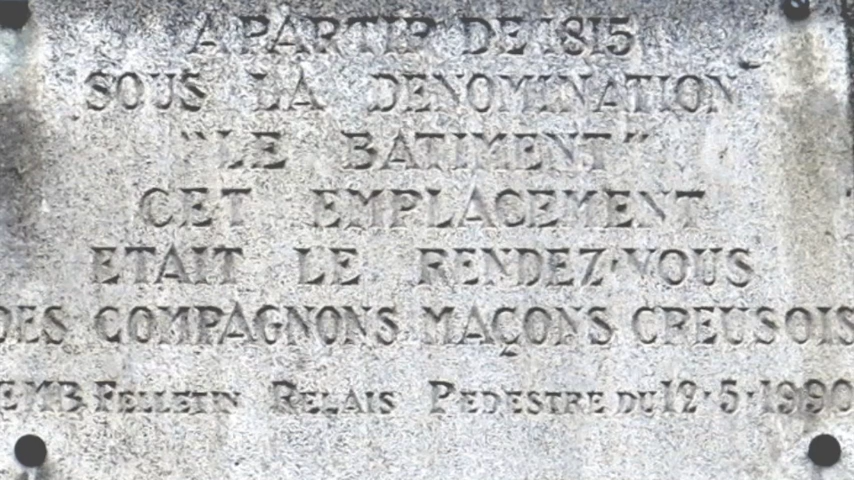 A PARTIR DE 1815
SOUS LA DENOMINATION
"LE BATIMENT"
CET EMPLACEMENT
ETAIT LE RENDEZ-VOUS
DES COMPAGNONS MAÇONS CREUSOIS
EMB FELLETIN RELAIS PEDESTRE DU 12·5·1990